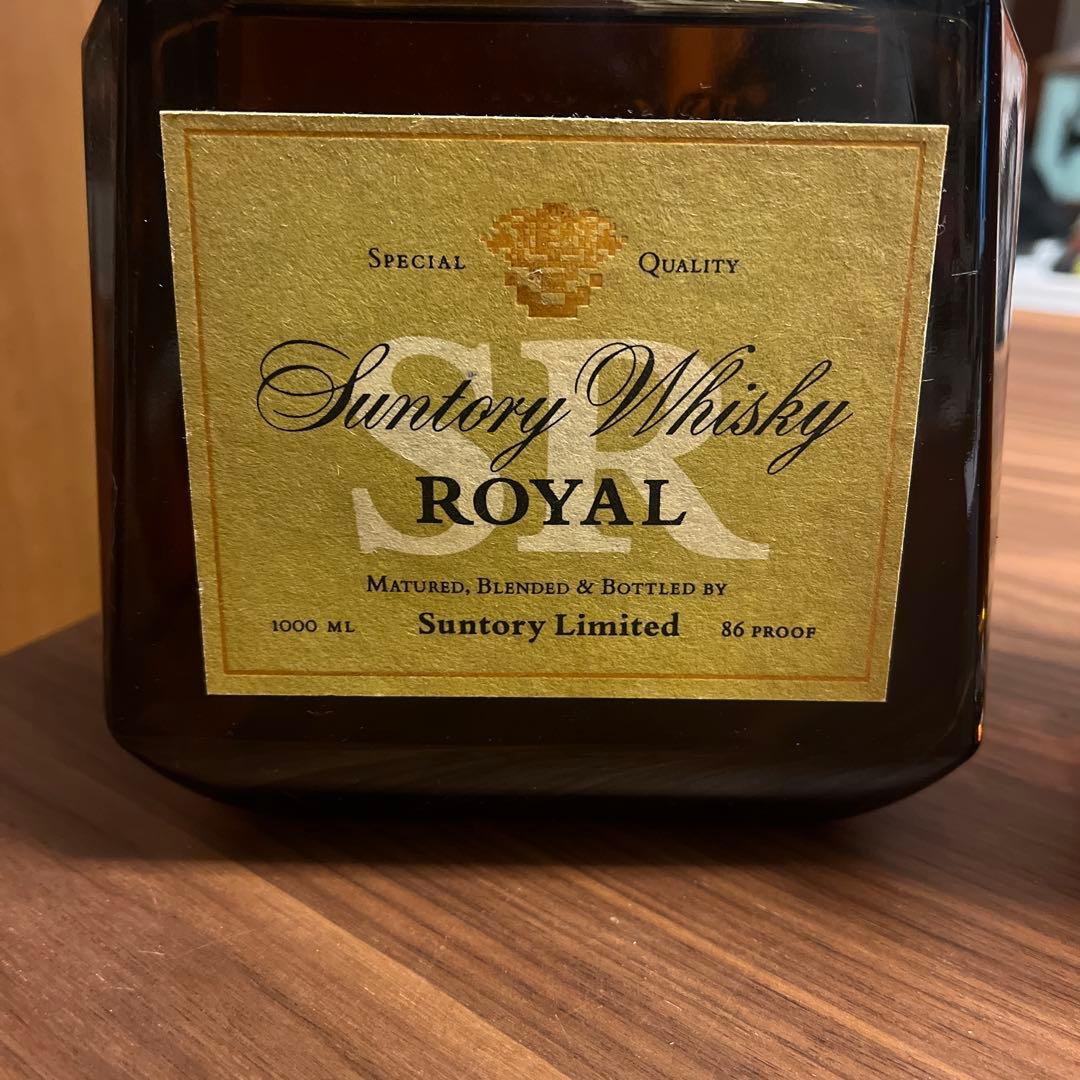 SPECIAL QUALITY
SR
Suntory Whisky
ROYAL
MATURED, BLENDED & BOTTLED BY
1000 ML Suntory Limited 86 PROOF